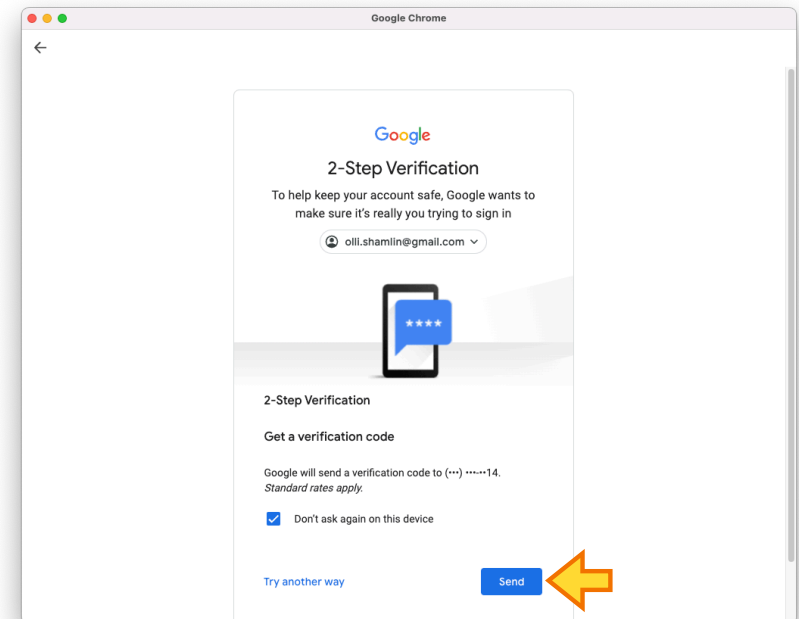 Google Chrome
Google
2-Step Verification
To help keep your account safe, Google wants to
make sure it's really you trying to sign in
olli.shamlin@gmail.com
****
2-Step Verification
Get a verification code
Google will send a verification code to (•••) •••-••14.
Standard rates apply.
Don't ask again on this device
Try another way
Send